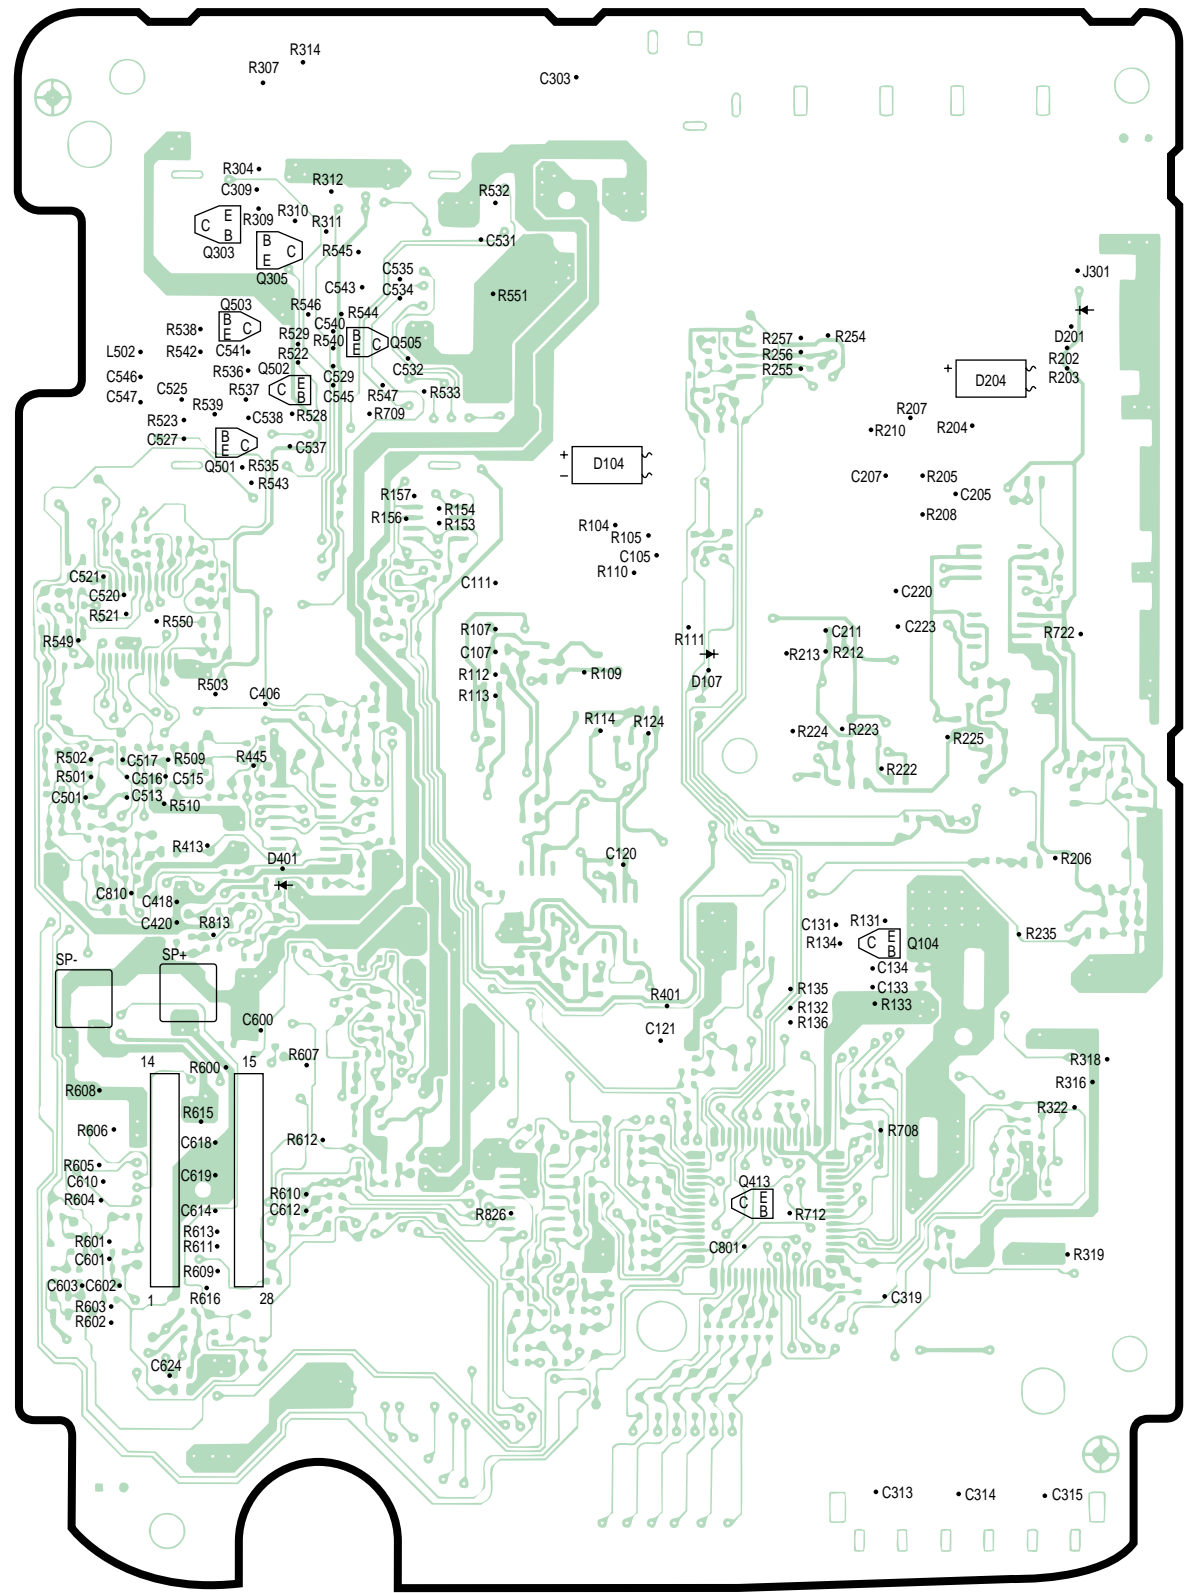 R314
R307
C303
R304
C309
R312
R532
R309
R310
R311
C
E
B
Q303
B
E
C
Q305
R545
C531
C535
C534
C543
R551
J301
Q503
R546
R544
B
E
C
C540
R538
R529
R540
B
E
C
Q505
D201
R257
R254
L502
R542
C541
R522
R256
R202
Q502
C532
R536
C529
R255
R203
C546
C545
+
D204
C547
C525
R537
C
E
B
R547
R533
R539
C538
R528
R709
R207
R523
R210
R204
C527
B
E
C
C537
+
−
D104
Q501
R535
R543
C207
R205
R157
C205
R154
R156
R153
R208
R104
R105
C105
C521
R110
C111
C520
C220
R521
R550
R107
C223
R549
R111
C211
R722
C107
R213
R212
R112
R109
D107
R503
R113
C406
R114
R124
R224
R223
R225
R502
C517
R509
R445
R222
R501
C516
C515
C501
C513
R510
R413
D401
C120
R206
C810
C418
C420
R813
C131
R131
R134
C
E
B
Q104
R235
SP-
SP+
C134
R135
C133
R401
R132
R133
C600
C121
R136
14
15
R607
R318
R600
R608
R316
R615
R322
R606
C618
R612
R708
R605
C610
C619
Q413
R604
R610
C
E
B
C614
C612
R826
R712
R601
R613
R611
C801
C601
R319
R609
C603
C602
C319
R603
1
R616
28
R602
C624
C313
C314
C315